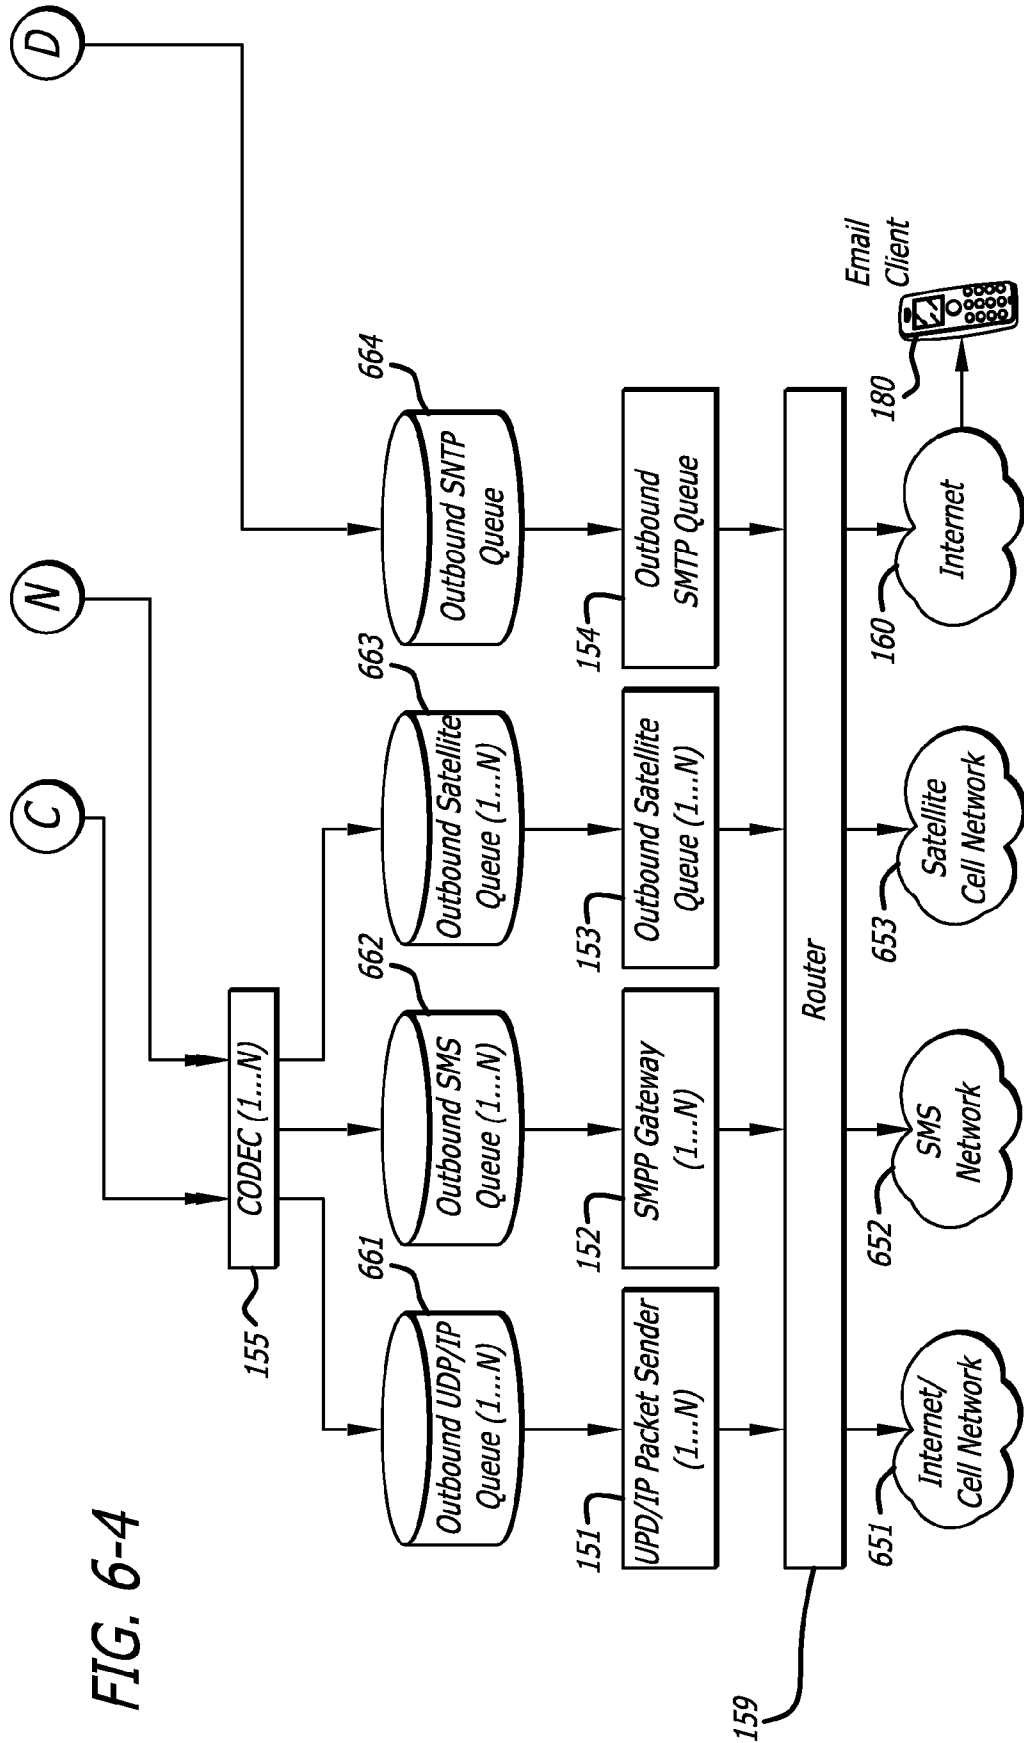 FIG. 6-4
C
N
D
CODEC (1...N)
155
661
662
663
664
Outbound UDP/IP
Queue (1...N)
Outbound SMS
Queue (1...N)
Outbound Satellite
Queue (1...N)
Outbound SNTP
Queue
151
152
153
154
UPD/IP Packet Sender
(1...N)
SMPP Gateway
(1...N)
Outbound Satellite
Queue (1...N)
Outbound
SMTP Queue
159
Router
651
652
653
160
180
Internet/
Cell Network
SMS
Network
Satellite
Cell Network
Internet
Email
Client